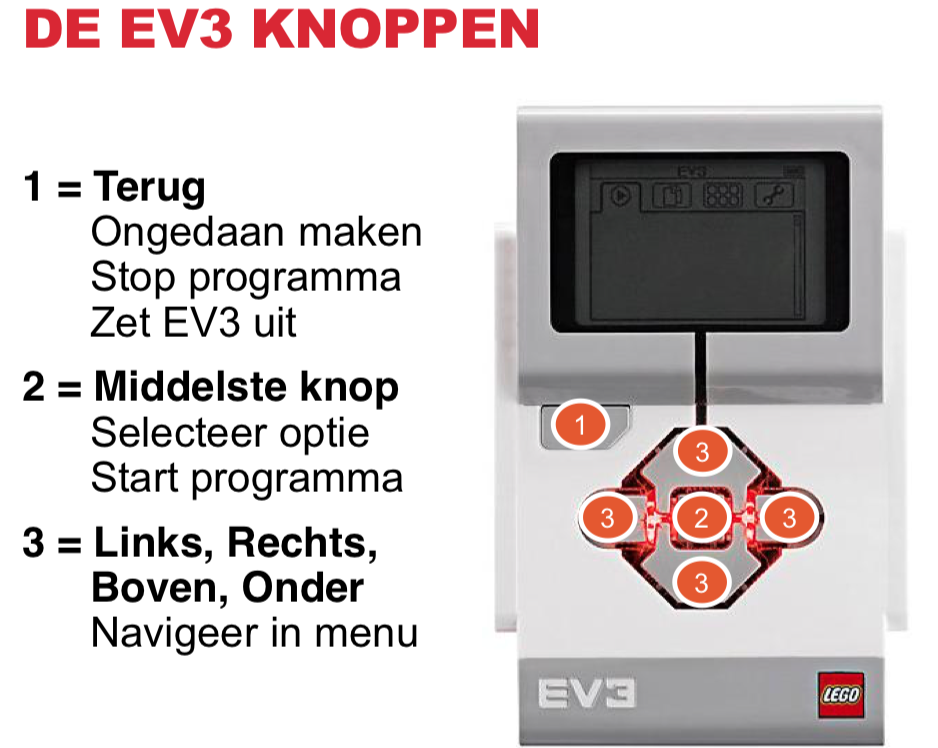 DE EV3 KNOPPEN
1 = Terug
Ongedaan maken
Stop programma
Zet EV3 uit
2 = Middelste knop
Selecteer optie
Start programma
3 = Links, Rechts,
Boven, Onder
Navigeer in menu
EV3
1
3
3 2 3
3
EV3 LEGO